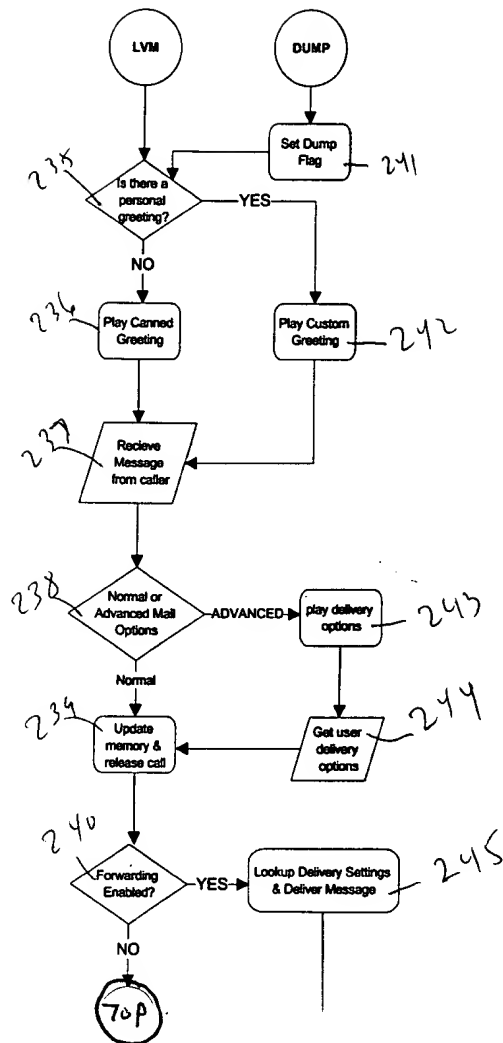 LVM
DUMP
Set Dump
Flag
241
235
Is there a
personal
greeting?
YES
NO
236
Play Canned
Greeting
Play Custom
Greeting
242
237
Recieve
Message
from caller
238
Normal or
Advanced Mail
Options
ADVANCED
play delivery
options
243
Normal
239
Update
memory &
release call
Get user
delivery
options
244
240
Forwarding
Enabled?
YES
Lookup Delivery Settings
& Deliver Message
245
NO
TOP